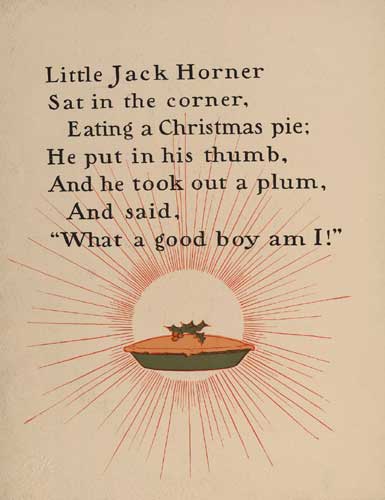 Little Jack Horner
Sat in the corner,
Eating a Christmas pie;
He put in his thumb,
And he took out a plum,
And said,
"What a good boy am I!"